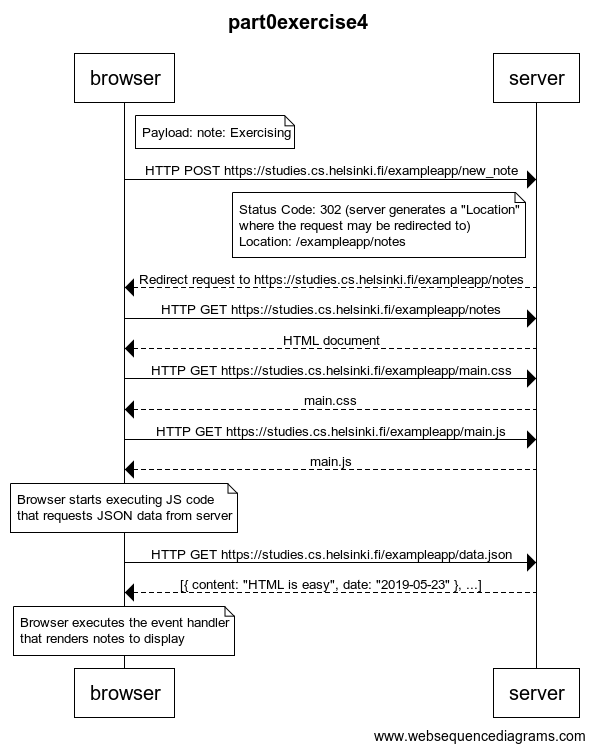 part0exercise4
browser
server
Payload: note: Exercising
HTTP POST https://studies.cs.helsinki.fi/exampleapp/new_note
Status Code: 302 (server generates a "Location"
where the request may be redirected to)
Location: /exampleapp/notes
Redirect request to https://studies.cs.helsinki.fi/exampleapp/notes
HTTP GET https://studies.cs.helsinki.fi/exampleapp/notes
HTML document
HTTP GET https://studies.cs.helsinki.fi/exampleapp/main.css
main.css
HTTP GET https://studies.cs.helsinki.fi/exampleapp/main.js
main.js
Browser starts executing JS code
that requests JSON data from server
HTTP GET https://studies.cs.helsinki.fi/exampleapp/data.json
[{ content: "HTML is easy", date: "2019-05-23" }, ...]
Browser executes the event handler
that renders notes to display
browser
server
www.websequencediagrams.com